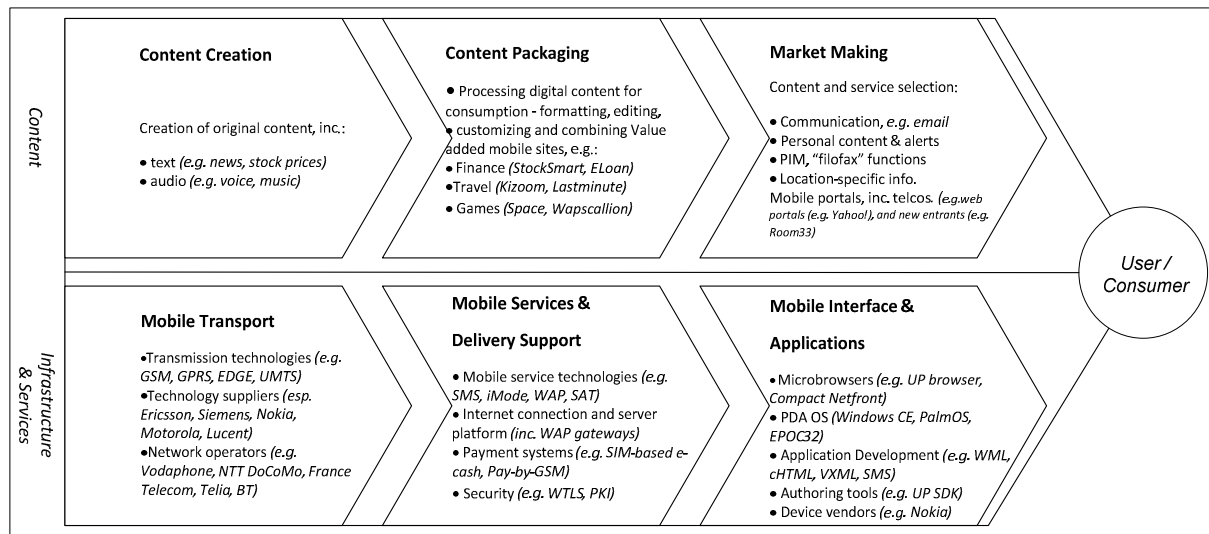 Content
Content Creation
Creation of original content, inc.:
● text (e.g. news, stock prices)
● audio (e.g. voice, music)
Content Packaging
● Processing digital content for
consumption - formatting, editing,
● customizing and combining Value
added mobile sites, e.g.:
● Finance (StockSmart, ELoan)
●Travel (Kizoom, Lastminute)
● Games (Space, Wapscallion)
Market Making
Content and service selection:
● Communication, e.g. email
● Personal content & alerts
● PIM, “filofax” functions
● Location-specific info.
Mobile portals, inc. telcos. (e.g.web
portals (e.g. Yahoo!), and new entrants (e.g.
Room33)
User /
Consumer
Infrastructure
& Services
Mobile Transport
●Transmission technologies (e.g.
GSM, GPRS, EDGE, UMTS)
●Technology suppliers (esp.
Ericsson, Siemens, Nokia,
Motorola, Lucent)
●Network operators (e.g.
Vodaphone, NTT DoCoMo, France
Telecom, Telia, BT)
Mobile Services &
Delivery Support
● Mobile service technologies (e.g.
SMS, iMode, WAP, SAT)
● Internet connection and server
platform (inc. WAP gateways)
● Payment systems (e.g. SIM-based e-
cash, Pay-by-GSM)
● Security (e.g. WTLS, PKI)
Mobile Interface &
Applications
● Microbrowsers (e.g. UP browser,
Compact Netfront)
● PDA OS (Windows CE, PalmOS,
EPOC32)
● Application Development (e.g. WML,
cHTML, VXML, SMS)
● Authoring tools (e.g. UP SDK)
● Device vendors (e.g. Nokia)